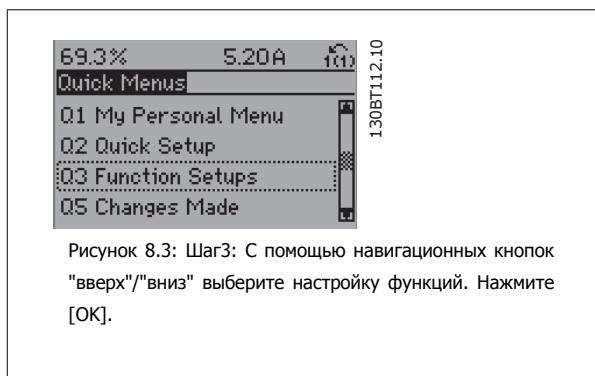 69.3% 5.20A 1(1)
Quick Menus
Q1 My Personal Menu
Q2 Quick Setup
Q3 Function Setups
Q5 Changes Made
130BT112.10
Рисунок 8.3: Шаг3: С помощью навигационных кнопок
"вверх"/"вниз" выберите настройку функций. Нажмите
[OK].